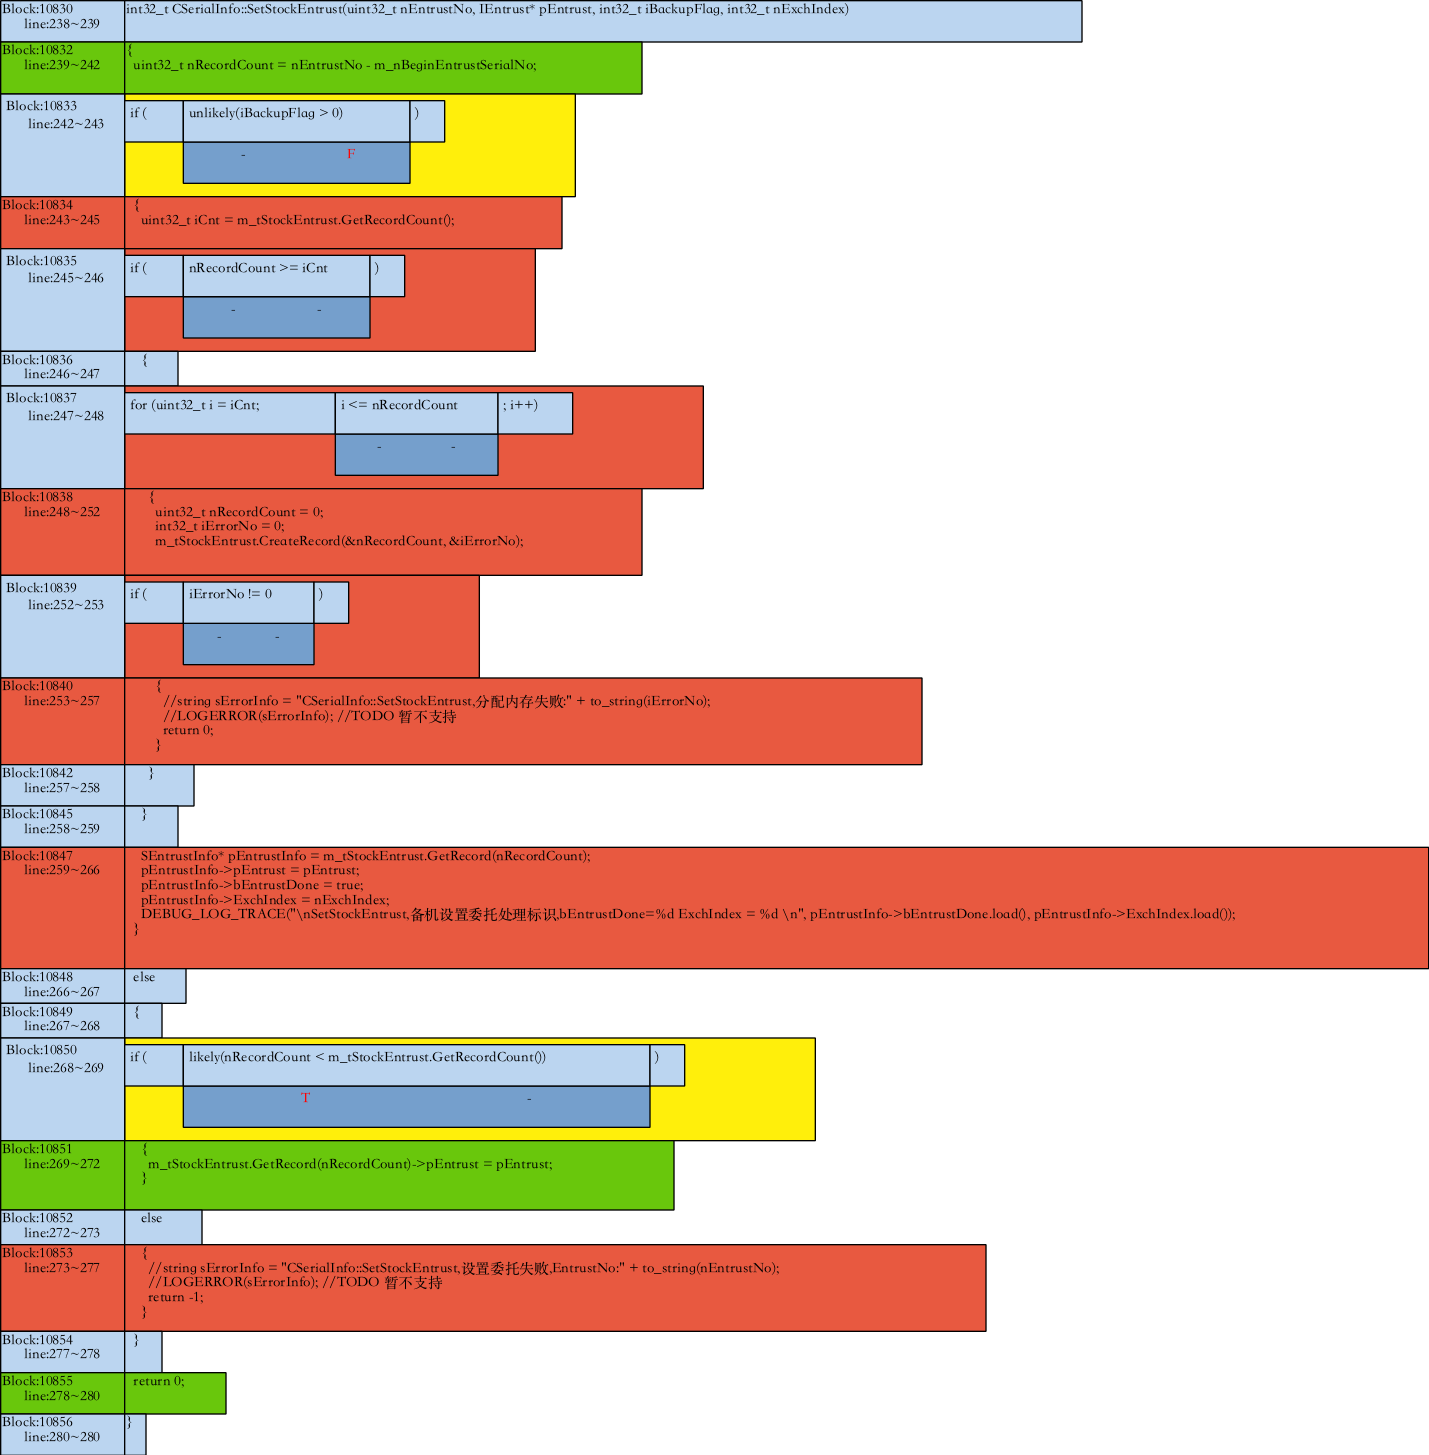 Block:10830
line:238~239
int32_t CSerialInfo::SetStockEntrust(uint32_t nEntrustNo, IEntrust* pEntrust, int32_t iBackupFlag, int32_t nExchIndex)
Block:10832
line:239~242
{
uint32_t nRecordCount = nEntrustNo - m_nBeginEntrustSerialNo;
Block:10833
line:242~243
if ( unlikely(iBackupFlag > 0) )
- F
Block:10834
line:243~245
{
uint32_t iCnt = m_tStockEntrust.GetRecordCount();
Block:10835
line:245~246
if ( nRecordCount >= iCnt )
- -
Block:10836
line:246~247
{
Block:10837
line:247~248
for (uint32_t i = iCnt; i <= nRecordCount ; i++)
- -
Block:10838
line:248~252
{
uint32_t nRecordCount = 0;
int32_t iErrorNo = 0;
m_tStockEntrust.CreateRecord(&nRecordCount, &iErrorNo);
Block:10839
line:252~253
if ( iErrorNo != 0 )
- -
Block:10840
line:253~257
{
//string sErrorInfo = "CSerialInfo::SetStockEntrust,分配内存失败:" + to_string(iErrorNo);
//LOGERROR(sErrorInfo); //TODO 暂不支持
return 0;
}
Block:10842
line:257~258
}
Block:10845
line:258~259
}
Block:10847
line:259~266
SEntrustInfo* pEntrustInfo = m_tStockEntrust.GetRecord(nRecordCount);
pEntrustInfo->pEntrust = pEntrust;
pEntrustInfo->bEntrustDone = true;
pEntrustInfo->ExchIndex = nExchIndex;
DEBUG_LOG_TRACE("\nSetStockEntrust,备机设置委托处理标识,bEntrustDone=%d ExchIndex = %d \n", pEntrustInfo->bEntrustDone.load(), pEntrustInfo->ExchIndex.load());
}
Block:10848
line:266~267
else
Block:10849
line:267~268
{
Block:10850
line:268~269
if ( likely(nRecordCount < m_tStockEntrust.GetRecordCount()) )
T -
Block:10851
line:269~272
{
m_tStockEntrust.GetRecord(nRecordCount)->pEntrust = pEntrust;
}
Block:10852
line:272~273
else
Block:10853
line:273~277
{
//string sErrorInfo = "CSerialInfo::SetStockEntrust,设置委托失败,EntrustNo:" + to_string(nEntrustNo);
//LOGERROR(sErrorInfo); //TODO 暂不支持
return -1;
}
Block:10854
line:277~278
}
Block:10855
line:278~280
return 0;
Block:10856
line:280~280
}